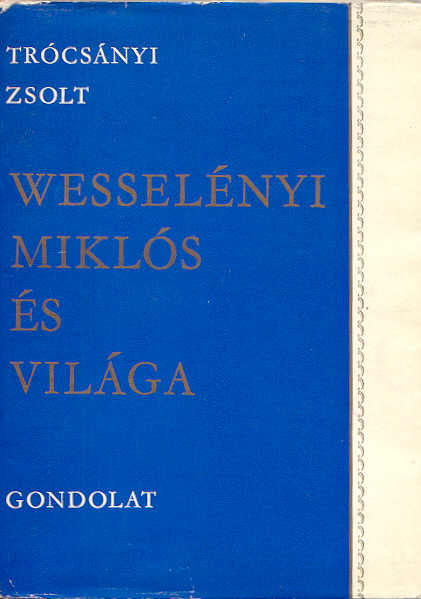 TRÓCSÁNYI
ZSOLT
WESSELÉNYI
MIKLÓS
ÉS
VILÁGA
GONDOLAT